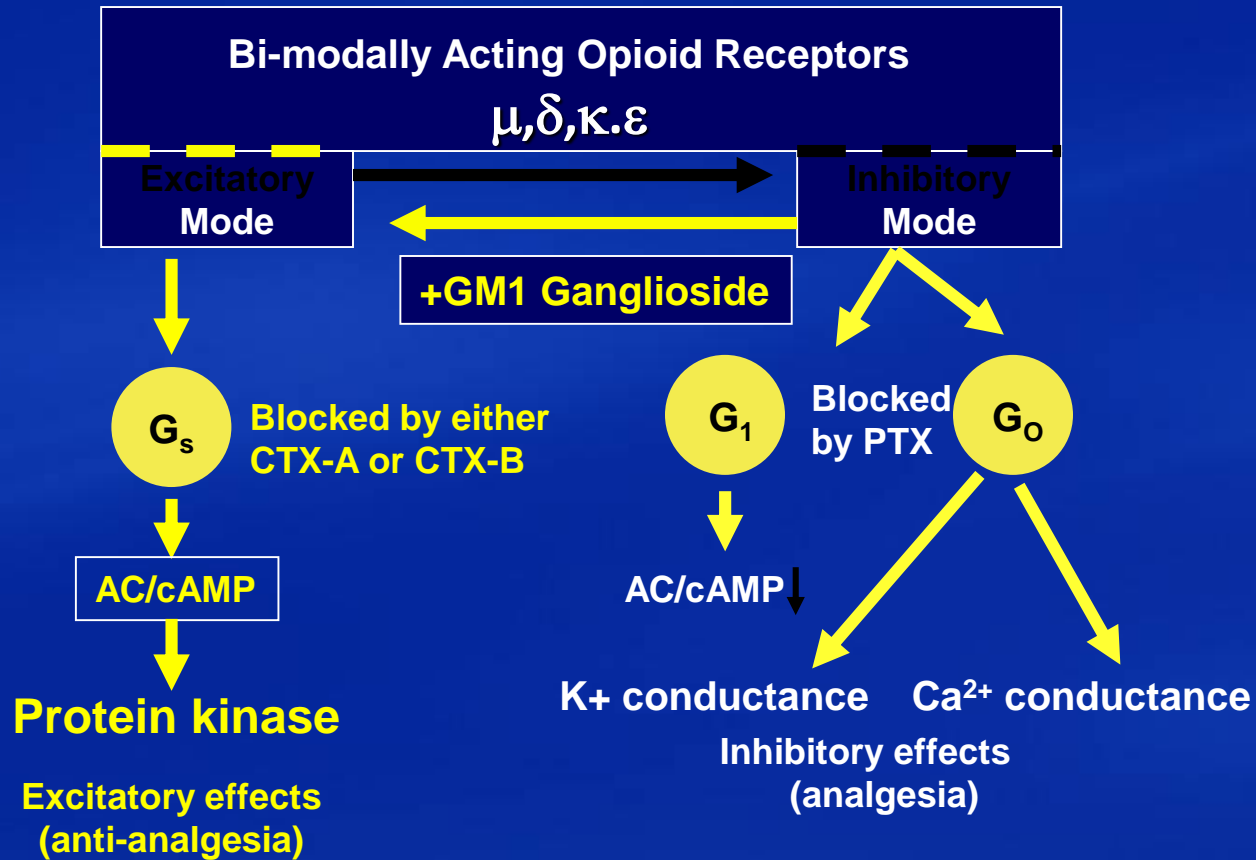 Bi-modally Acting Opioid Receptors
μ,δ,κ.ε
Excitatory
Mode
Inhibitory
Mode
+GM1 Ganglioside
Gs
Blocked by either
CTX-A or CTX-B
G1
Blocked
by PTX
GO
AC/cAMP
AC/cAMP
Protein kinase
K+ conductance
Ca²⁺ conductance
Inhibitory effects
(analgesia)
Excitatory effects
(anti-analgesia)